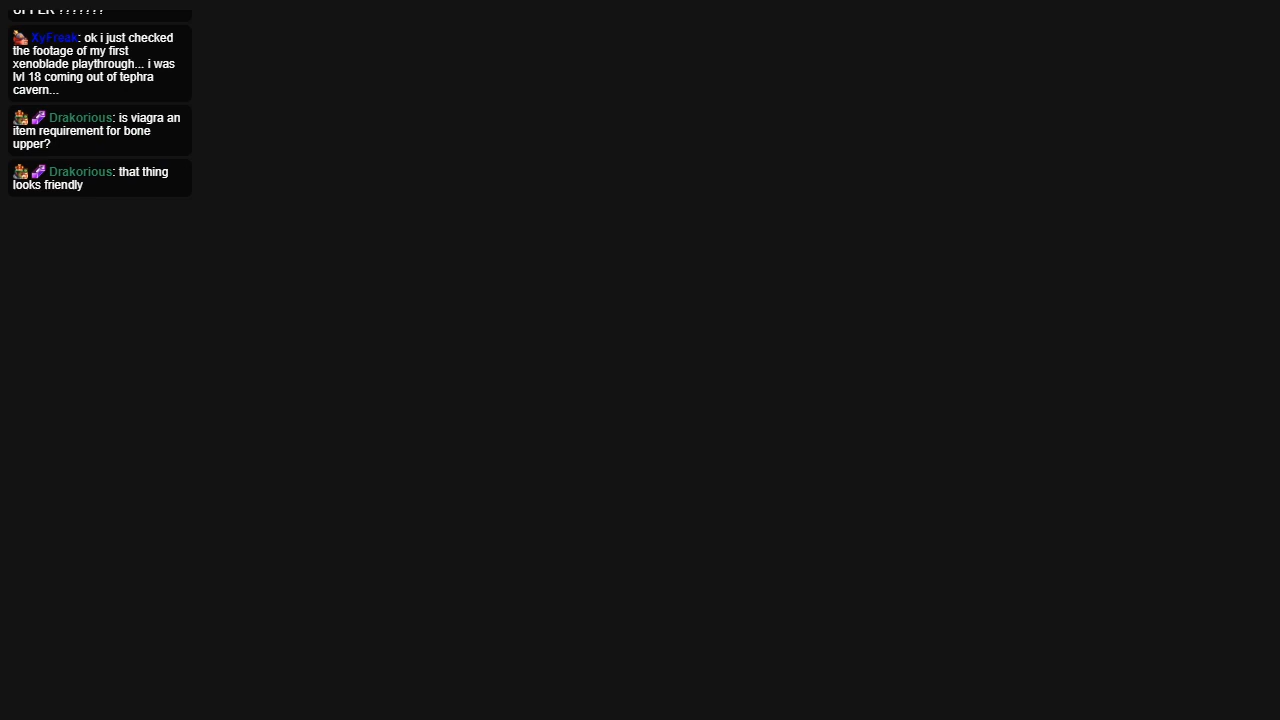 UPPER ???????
XyFreak: ok i just checked
the footage of my first
xenoblade playthrough... i was
lvl 18 coming out of tephra
cavern...
Drakorious: is viagra an
item requirement for bone
upper?
Drakorious: that thing
looks friendly